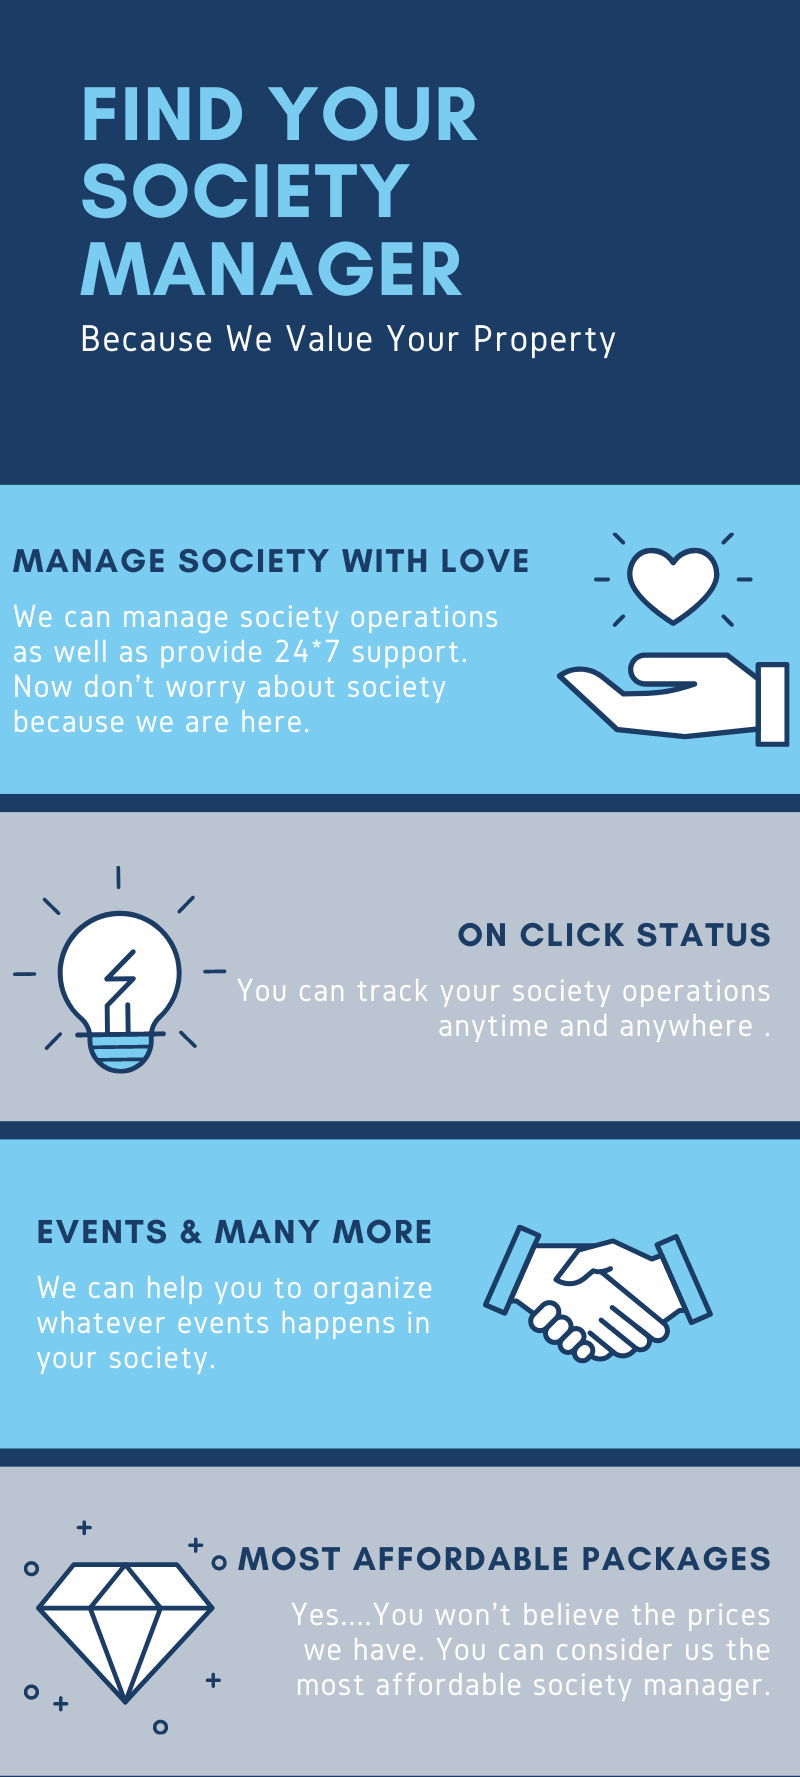 FIND YOUR
SOCIETY
MANAGER
Because We Value Your Property
MANAGE SOCIETY WITH LOVE
We can manage society operations
as well as provide 24*7 support.
Now don't worry about society
because we are here.
ON CLICK STATUS
You can track your society operations
anytime and anywhere .
EVENTS & MANY MORE
We can help you to organize
whatever events happens in
your society.
MOST AFFORDABLE PACKAGES
Yes....You won't believe the prices
we have. You can consider us the
most affordable society manager.